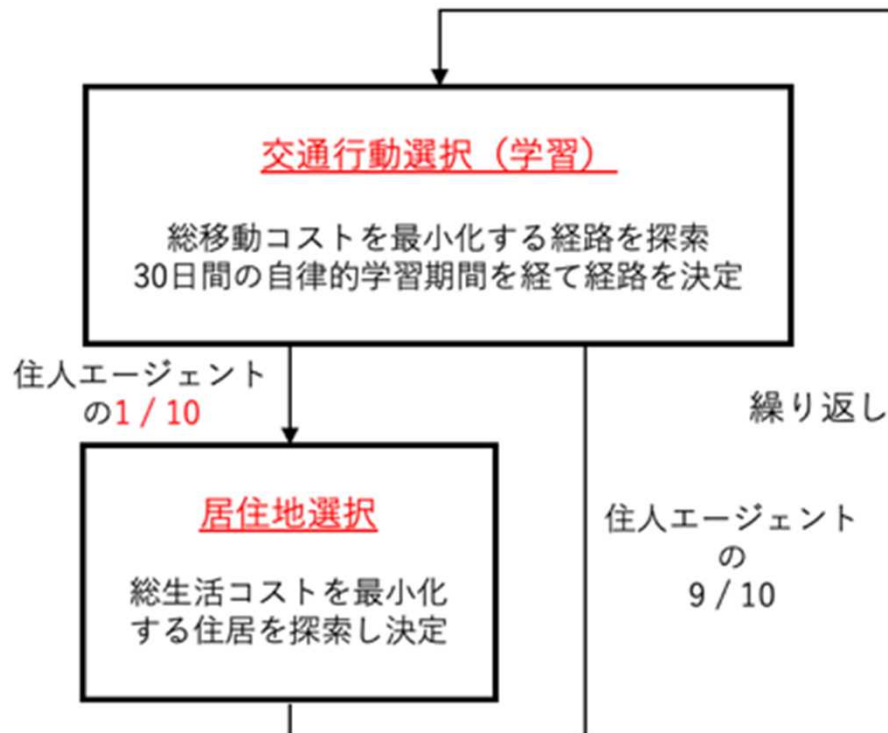 交通行動選択（学習）
総移動コストを最小化する経路を探索
30日間の自律的学習期間を経て経路を決定
住人エージェント
の1 / 10
繰り返し
居住地選択
総生活コストを最小化
する住居を探索し決定
住人エージェント
の
9 / 10